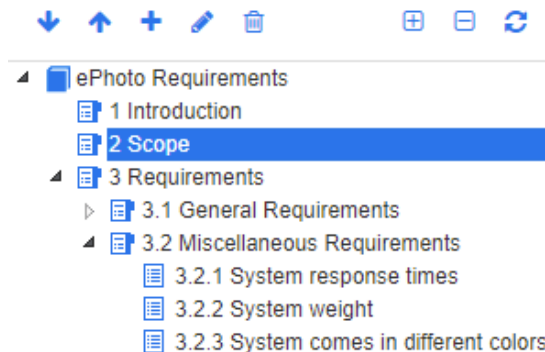 ePhoto Requirements
1 Introduction
2 Scope
3 Requirements
3.1 General Requirements
3.2 Miscellaneous Requirements
3.2.1 System response times
3.2.2 System weight
3.2.3 System comes in different colors